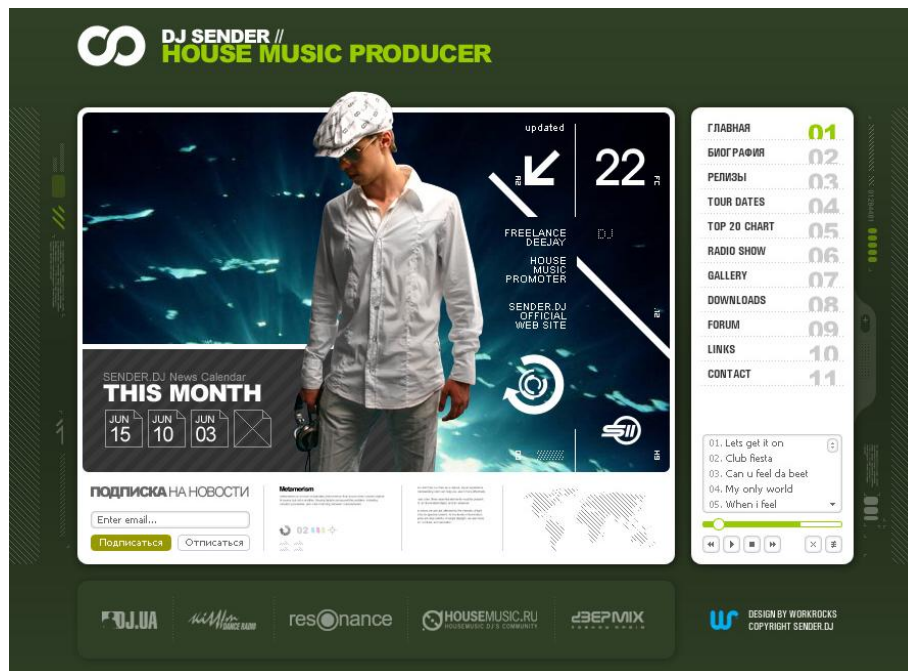 DJ SENDER //
HOUSE MUSIC PRODUCER
updated
22
FREELANCE
DEEJAY
DJ
HOUSE
MUSIC
PROMOTER
SENDER.DJ
OFFICIAL
WEB SITE
SENDER.DJ News Calendar
THIS MONTH
JUN
15
JUN
10
JUN
03
ГЛАВНАЯ 01
БИОГРАФИЯ 02
РЕЛИЗЫ 03
TOUR DATES 04
TOP 20 CHART 05
RADIO SHOW 06
GALLERY 07
DOWNLOADS 08
FORUM 09
LINKS 10
CONTACT 11
01. Lets get it on
02. Club fiesta
03. Can u feel da beet
04. My only world
05. When i feel
ПОДПИСКА НА НОВОСТИ
Enter email...
Подписаться Отписаться
Metamerism
02
DJ.UA
DANCE RADIO
resonance
HOUSEMUSIC.RU
HOUSEMUSIC DJ'S COMMUNITY
DESIGN BY WORKROCKS
COPYRIGHT SENDER.DJ